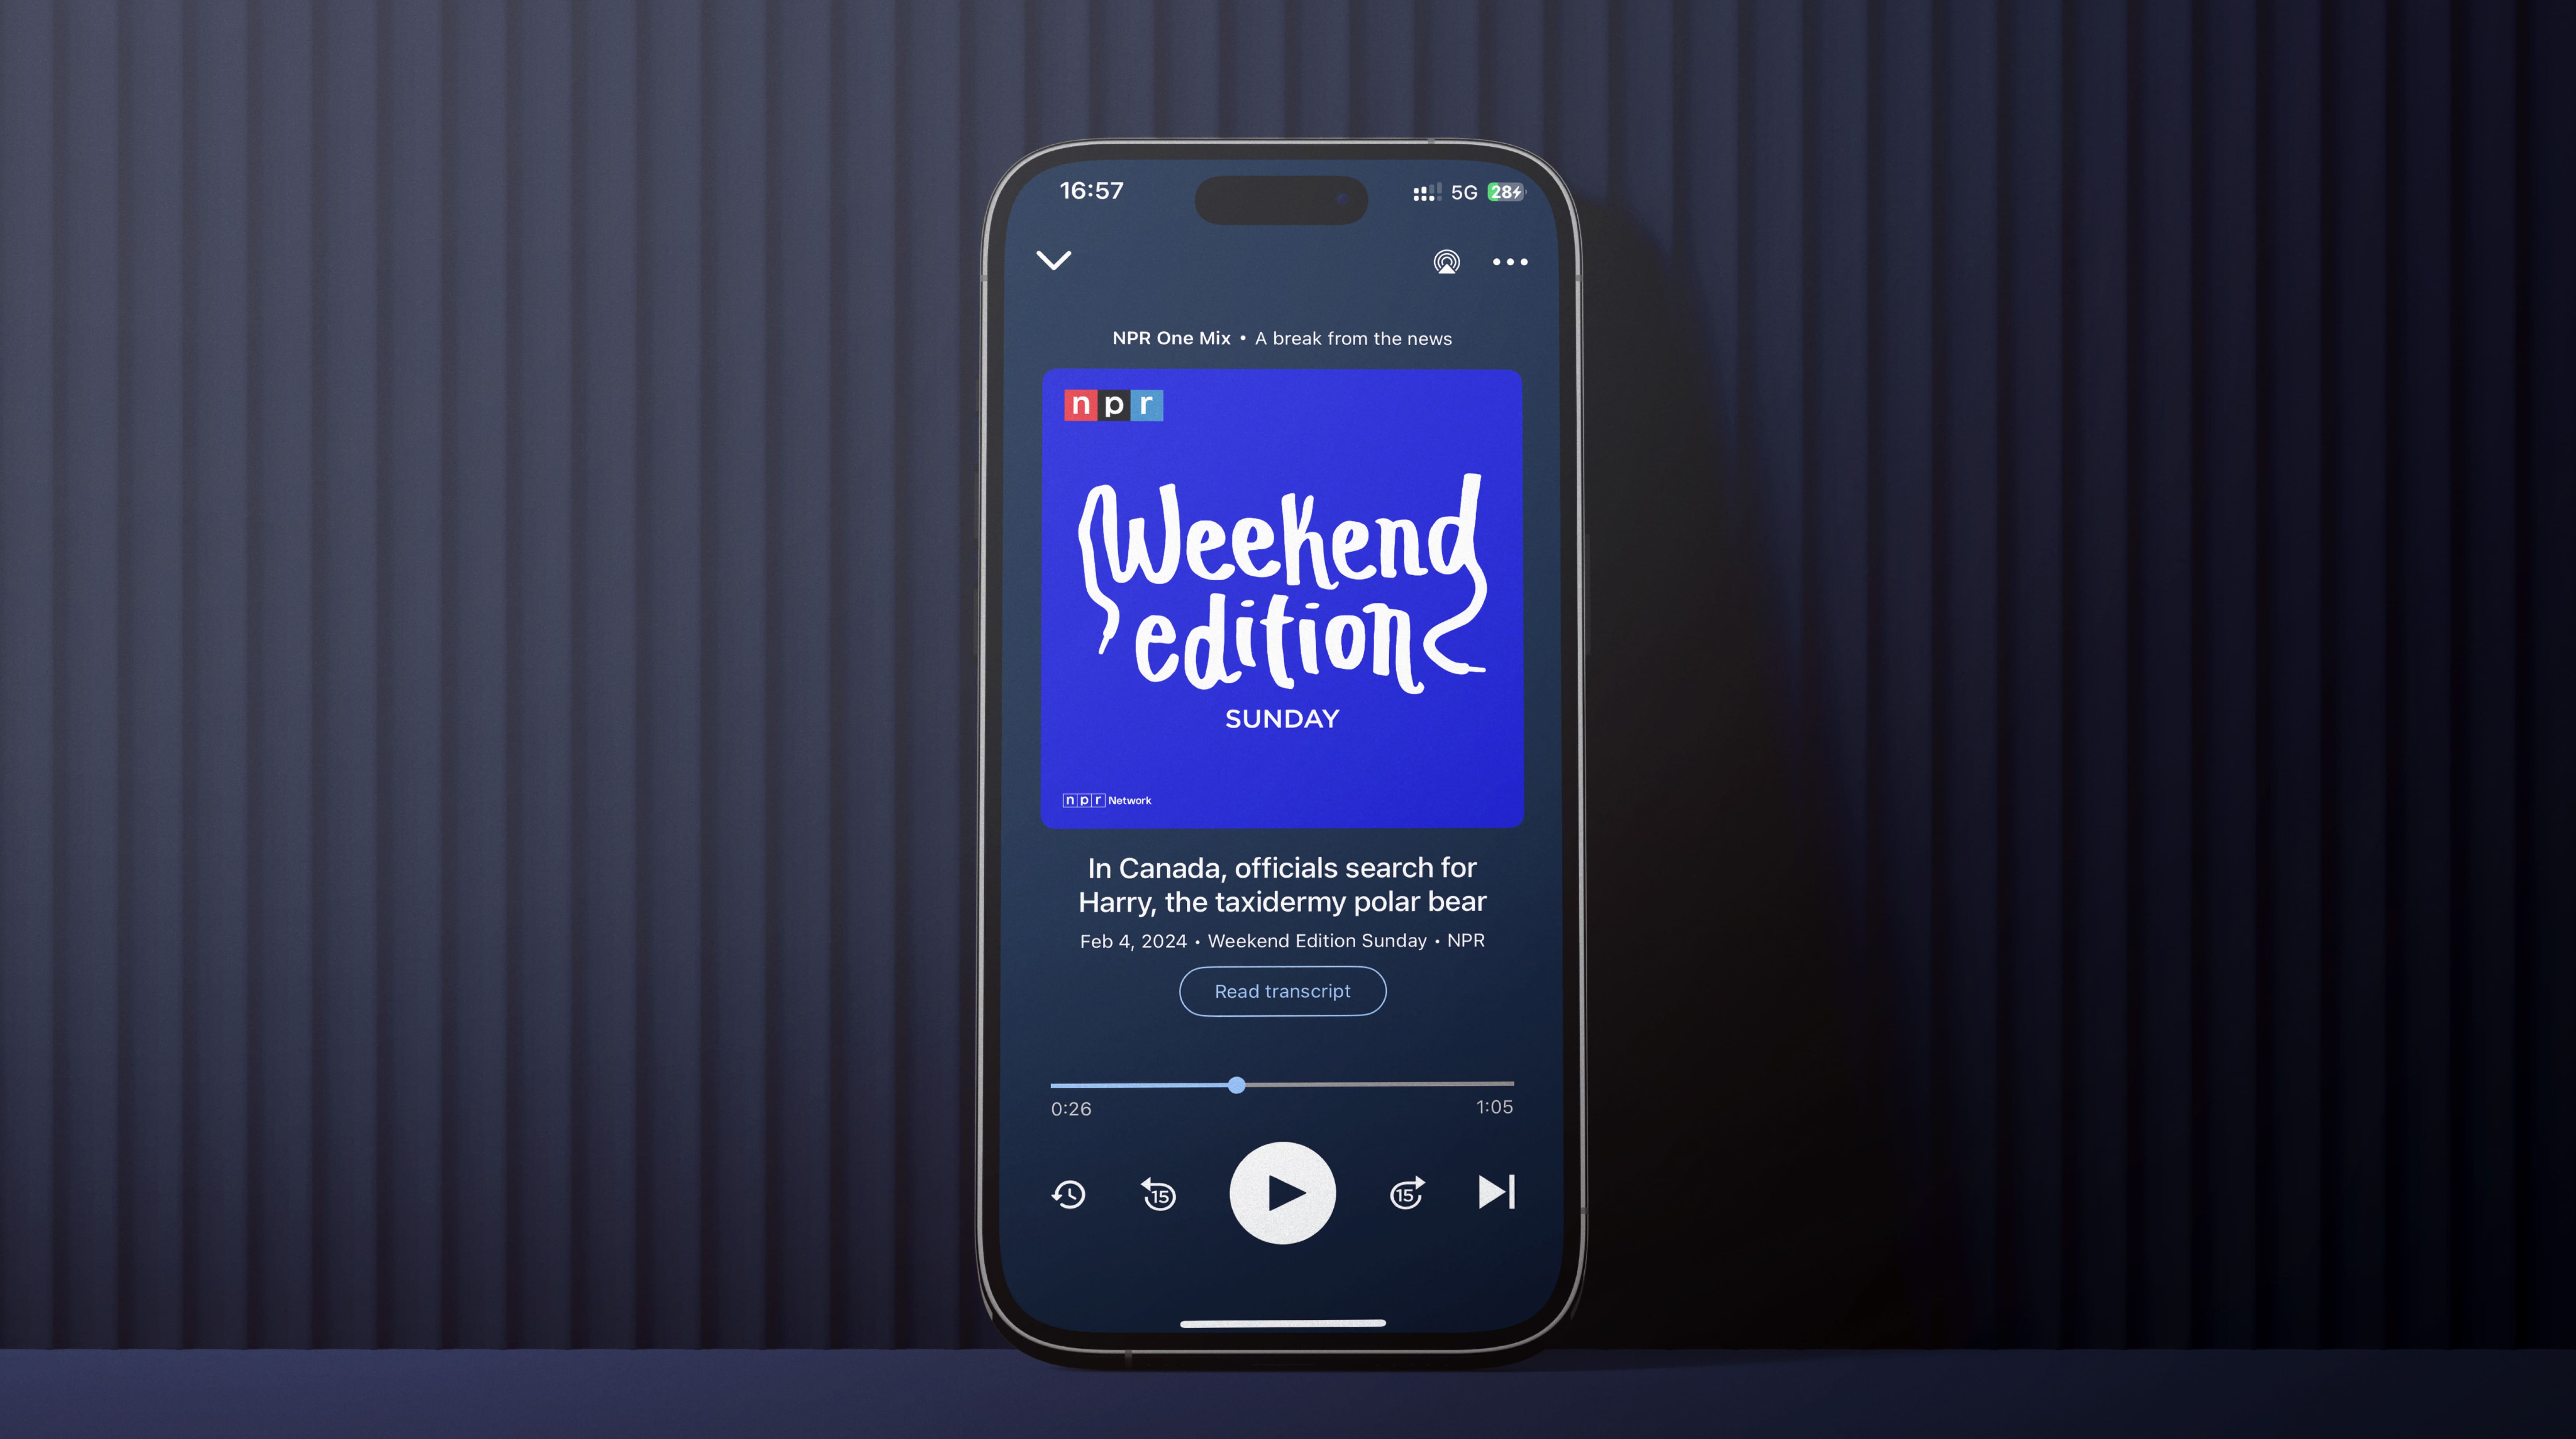 16:57
5G 28
NPR One Mix • A break from the news
npr
Weekend
edition
SUNDAY
npr Network
In Canada, officials search for
Harry, the taxidermy polar bear
Feb 4, 2024 • Weekend Edition Sunday • NPR
Read transcript
0:26
1:05
15
15